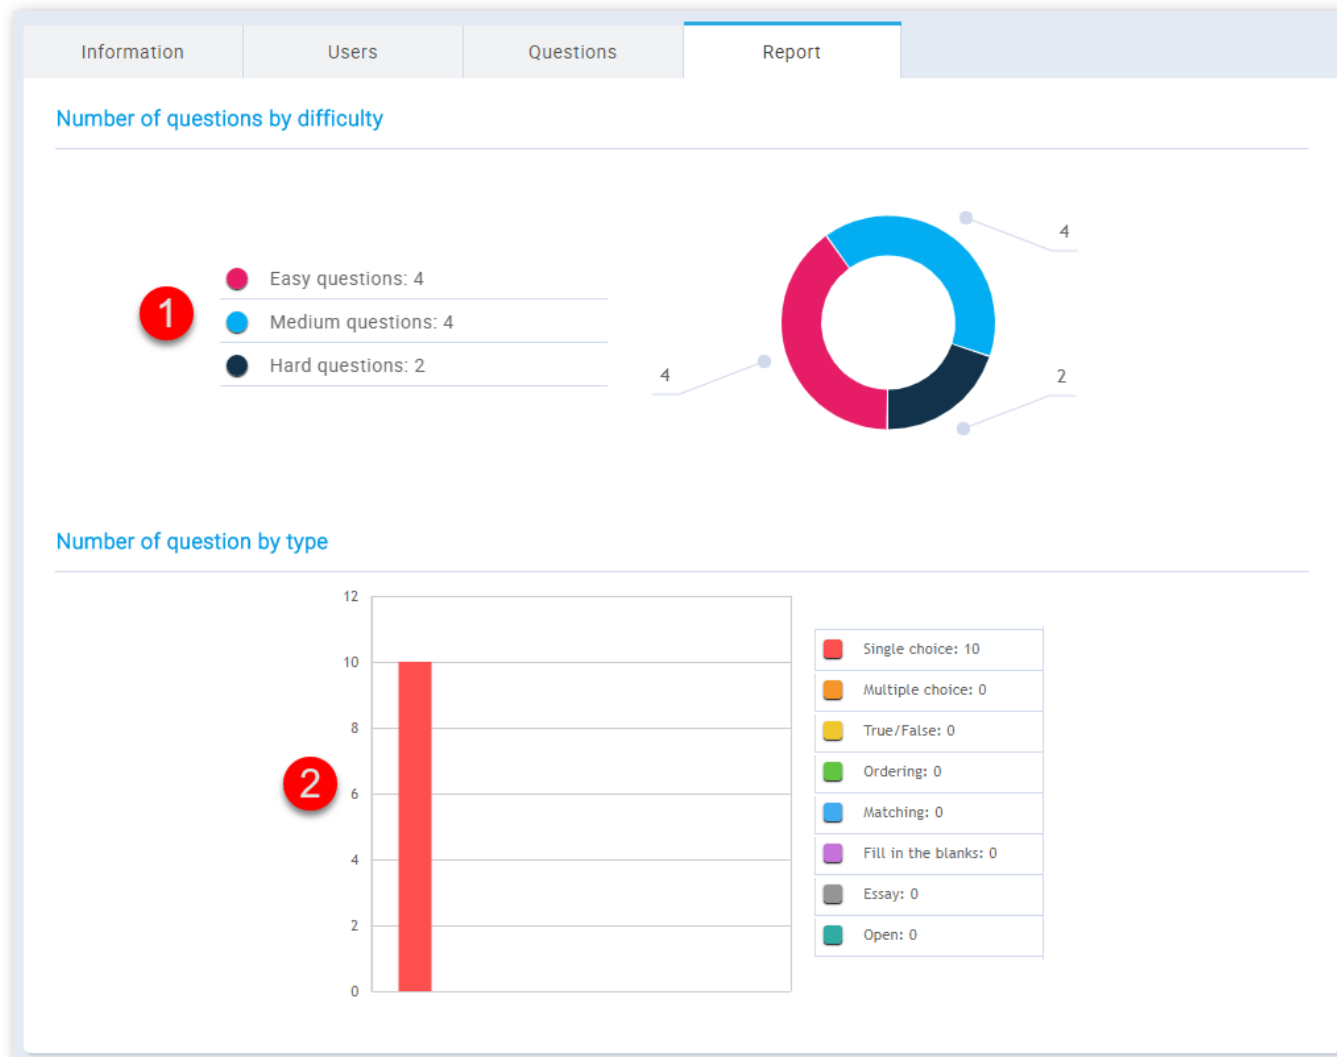 Information
Users
Questions
Report
Number of questions by difficulty
1
Easy questions: 4
Medium questions: 4
Hard questions: 2
4
4
2
Number of question by type
2
12
10
8
6
4
2
0
Single choice: 10
Multiple choice: 0
True/False: 0
Ordering: 0
Matching: 0
Fill in the blanks: 0
Essay: 0
Open: 0